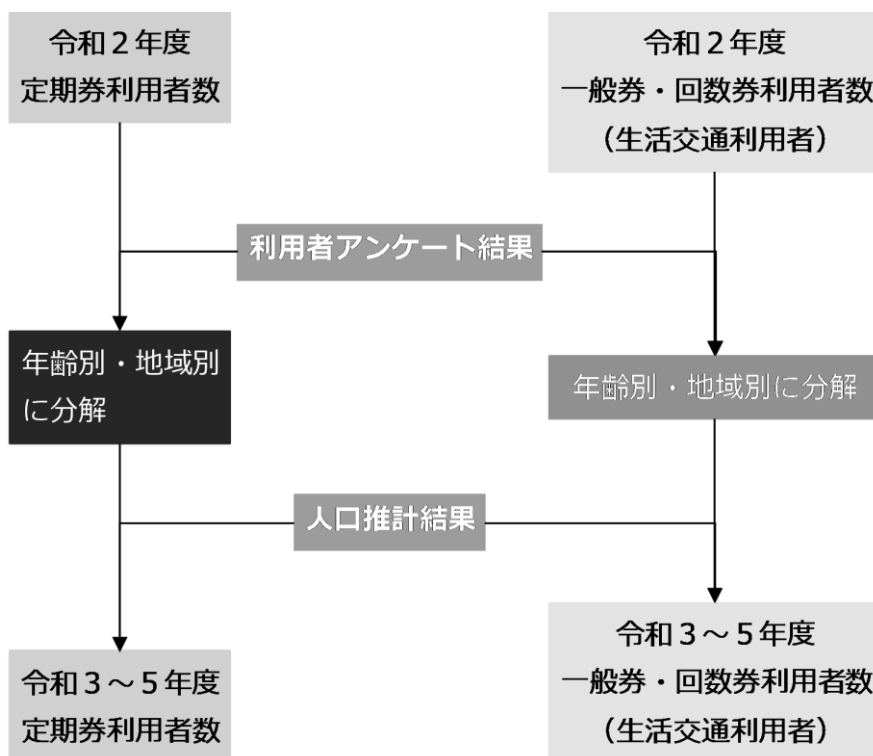 令和２年度
定期券利用者数
令和２年度
一般券・回数券利用者数
（生活交通利用者）
利用者アンケート結果
年齢別・地域別
に分解
年齢別・地域別に分解
人口推計結果
令和３～５年度
定期券利用者数
令和３～５年度
一般券・回数券利用者数
（生活交通利用者）